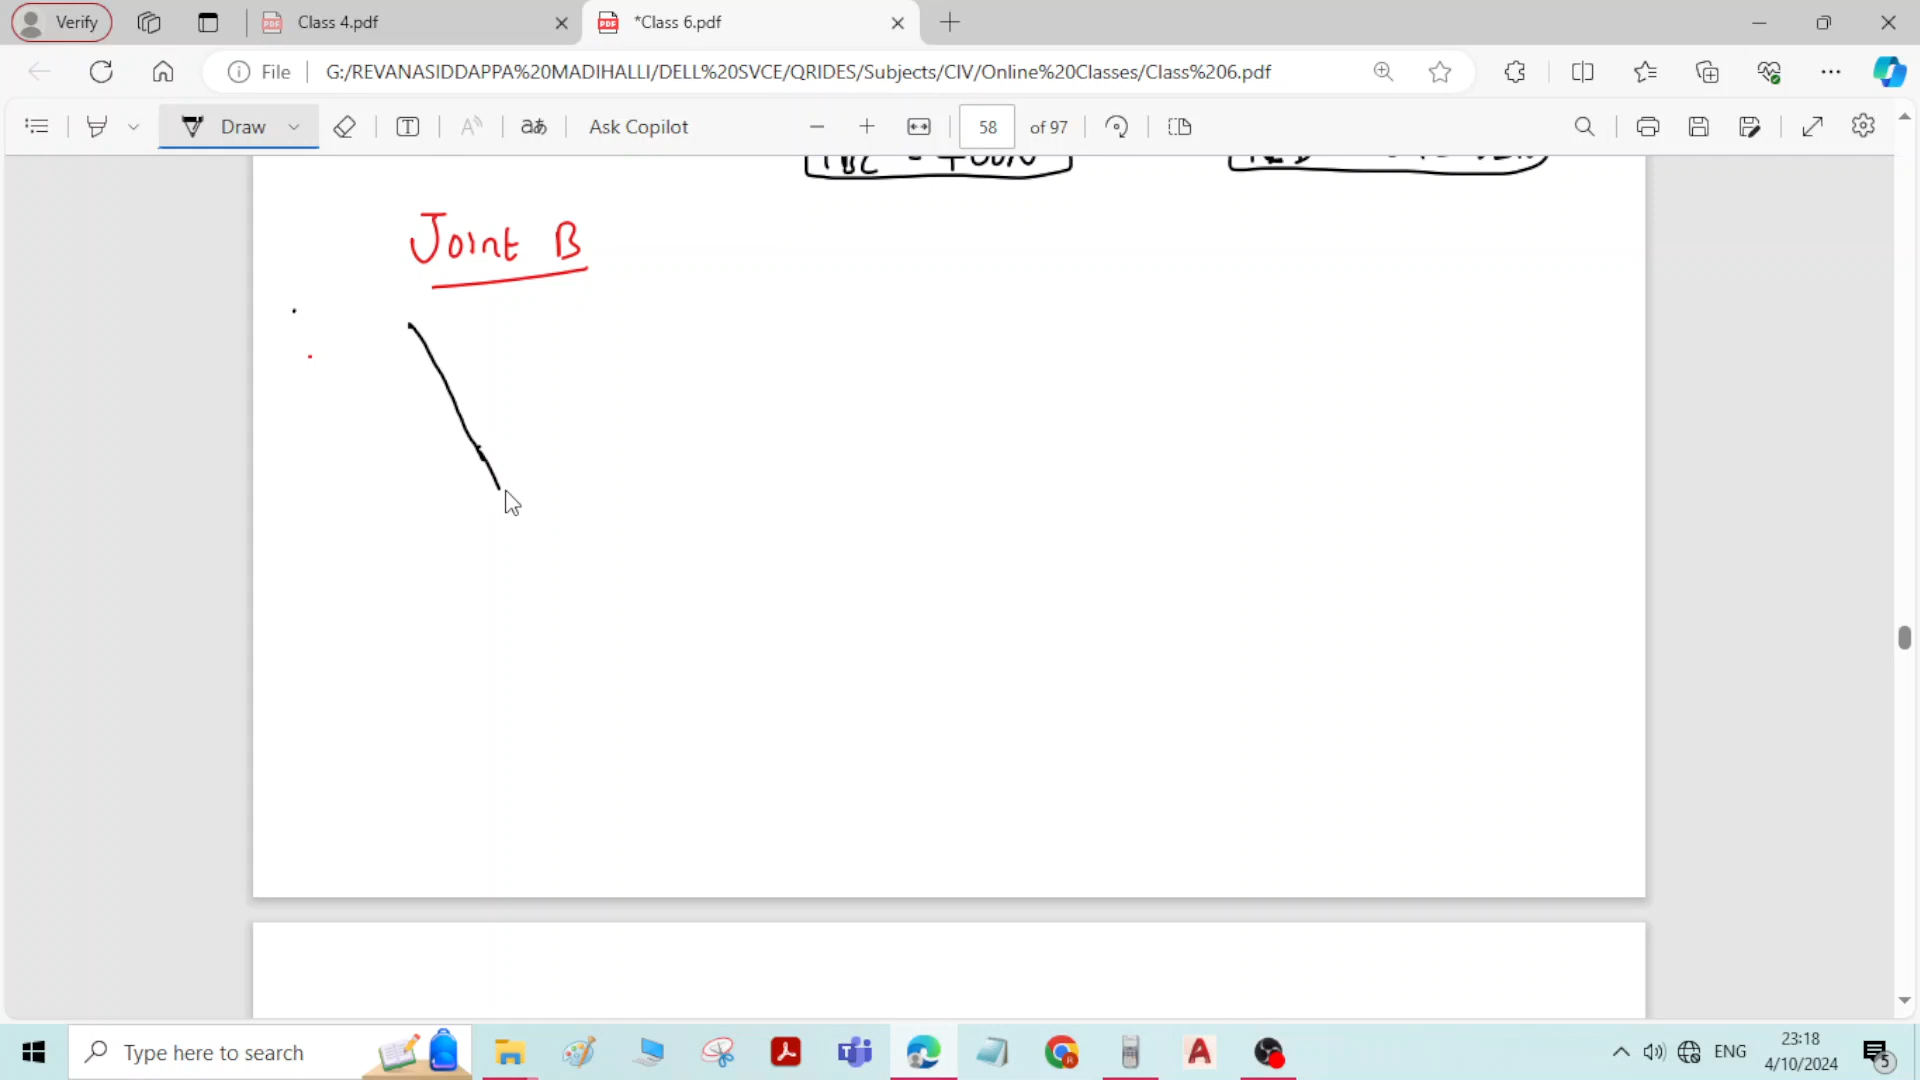 Verify
Class 4.pdf
*Class 6.pdf
File
G:/REVANASIDDAPPA%20MADIHALLI/DELL%20SVCE/QRIDES/Subjects/CIV/Online%20Classes/Class%206.pdf
Draw
Ask Copilot
58
of 97
Joint B
Type here to search
ENG
23:18
4/10/2024
5